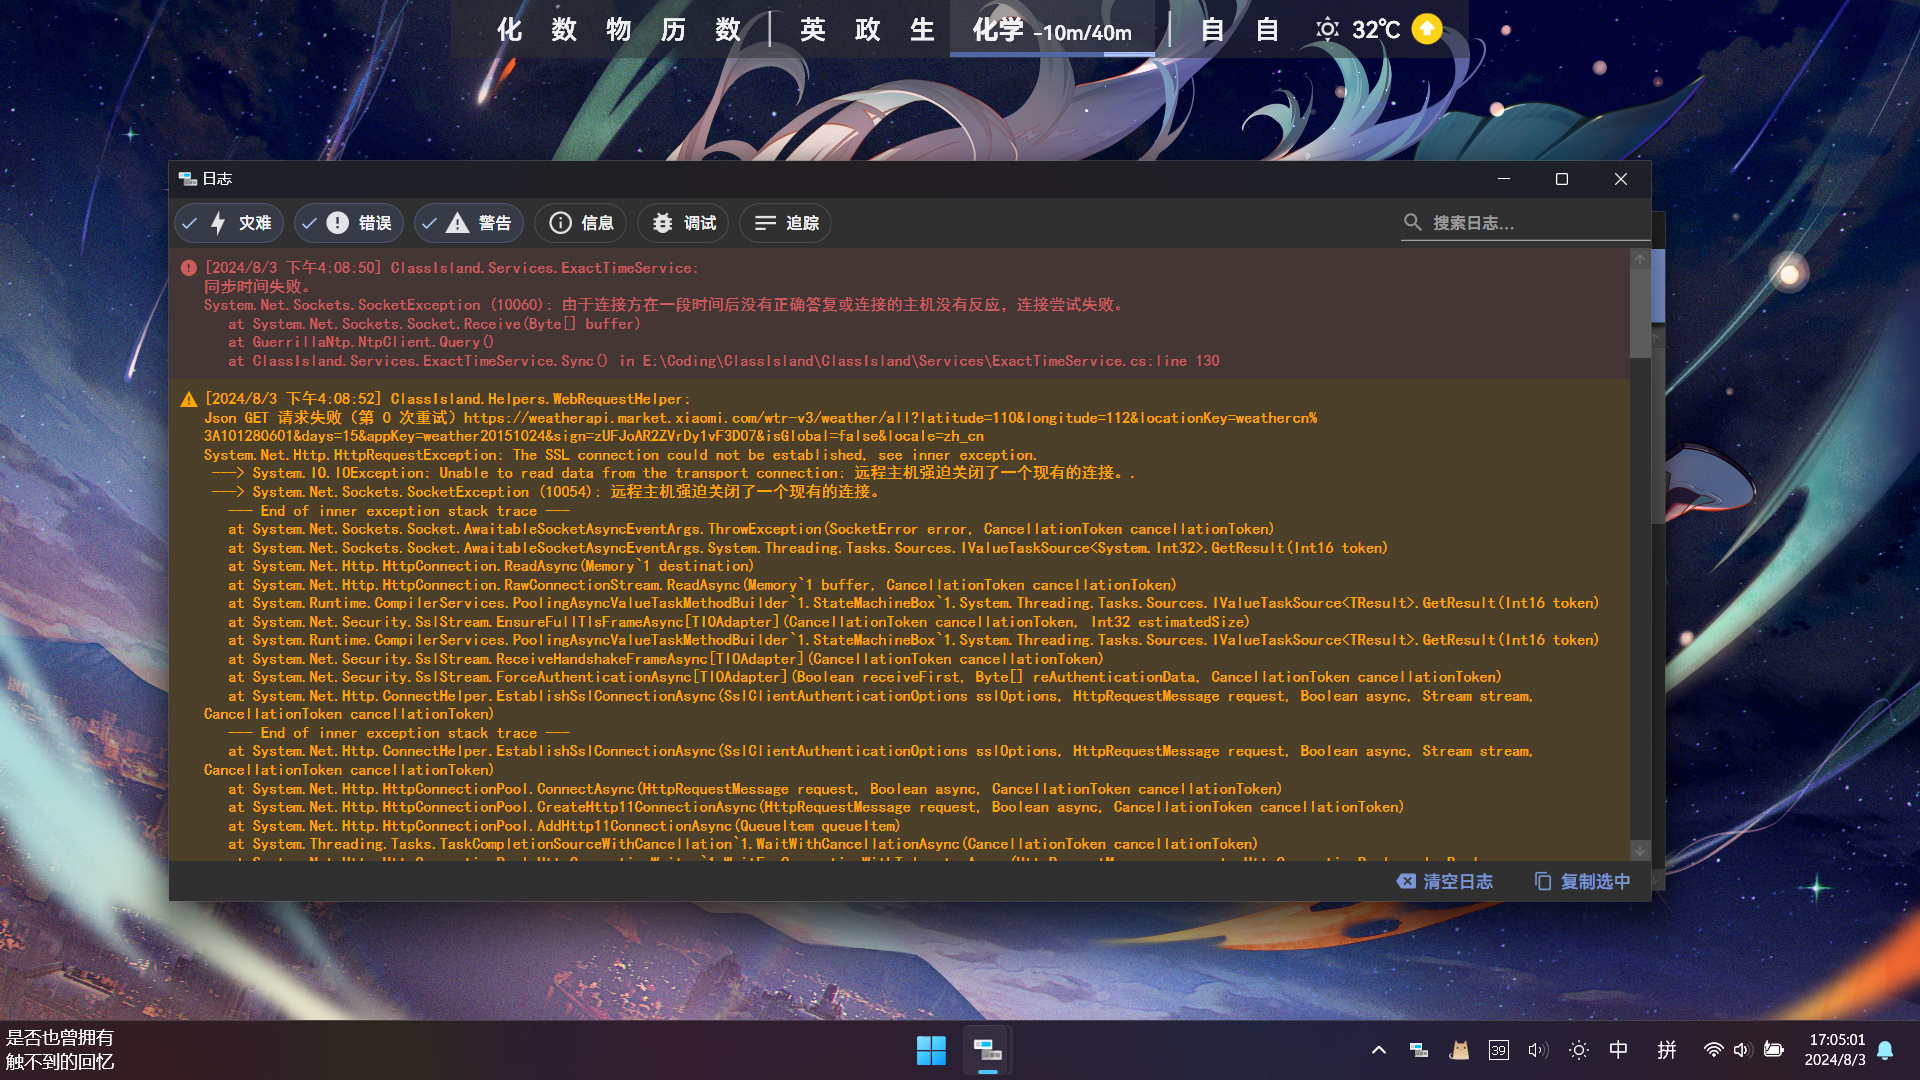 化 数 物 历 数 英 政 生 化学 -10m/40m 自 自 32℃
日志
灾难 错误 警告 信息 调试 追踪 搜索日志...
[2024/8/3 下午4:08:50] ClassIsland.Services.ExactTimeService:
同步时间失败。
System.Net.Sockets.SocketException (10060): 由于连接方在一段时间后没有正确答复或连接的主机没有反应，连接尝试失败。
at System.Net.Sockets.Socket.Receive(Byte[] buffer)
at GuerrillaNtp.NtpClient.Query()
at ClassIsland.Services.ExactTimeService.Sync() in E:\Coding\ClassIsland\ClassIsland\Services\ExactTimeService.cs:line 130
[2024/8/3 下午4:08:52] ClassIsland.Helpers.WebRequestHelper:
Json GET 请求失败（第 0 次重试）https://weatherapi.market.xiaomi.com/wtr-v3/weather/all?latitude=110&longitude=112&locationKey=weathercn%
3A101280601&days=15&appKey=weather20151024&sign=zUFJoAR2ZVrDy1vF3D07&isGlobal=false&locale=zh_cn
System.Net.Http.HttpRequestException: The SSL connection could not be established, see inner exception.
---> System.IO.IOException: Unable to read data from the transport connection: 远程主机强迫关闭了一个现有的连接。.
---> System.Net.Sockets.SocketException (10054): 远程主机强迫关闭了一个现有的连接。
--- End of inner exception stack trace ---
at System.Net.Sockets.Socket.AwaitableSocketAsyncEventArgs.ThrowException(SocketError error, CancellationToken cancellationToken)
at System.Net.Sockets.Socket.AwaitableSocketAsyncEventArgs.System.Threading.Tasks.Sources.IValueTaskSource<System.Int32>.GetResult(Int16 token)
at System.Net.Http.HttpConnection.ReadAsync(Memory`1 destination)
at System.Net.Http.HttpConnection.RawConnectionStream.ReadAsync(Memory`1 buffer, CancellationToken cancellationToken)
at System.Runtime.CompilerServices.PoolingAsyncValueTaskMethodBuilder`1.StateMachineBox`1.System.Threading.Tasks.Sources.IValueTaskSource<TResult>.GetResult(Int16 token)
at System.Net.Security.SslStream.EnsureFullTlsFrameAsync[TIOAdapter](CancellationToken cancellationToken, Int32 estimatedSize)
at System.Runtime.CompilerServices.PoolingAsyncValueTaskMethodBuilder`1.StateMachineBox`1.System.Threading.Tasks.Sources.IValueTaskSource<TResult>.GetResult(Int16 token)
at System.Net.Security.SslStream.ReceiveHandshakeFrameAsync[TIOAdapter](CancellationToken cancellationToken)
at System.Net.Security.SslStream.ForceAuthenticationAsync[TIOAdapter](Boolean receiveFirst, Byte[] reAuthenticationData, CancellationToken cancellationToken)
at System.Net.Http.ConnectHelper.EstablishSslConnectionAsync(SslClientAuthenticationOptions sslOptions, HttpRequestMessage request, Boolean async, Stream stream,
CancellationToken cancellationToken)
--- End of inner exception stack trace ---
at System.Net.Http.ConnectHelper.EstablishSslConnectionAsync(SslClientAuthenticationOptions sslOptions, HttpRequestMessage request, Boolean async, Stream stream,
CancellationToken cancellationToken)
at System.Net.Http.HttpConnectionPool.ConnectAsync(HttpRequestMessage request, Boolean async, CancellationToken cancellationToken)
at System.Net.Http.HttpConnectionPool.CreateHttp11ConnectionAsync(HttpRequestMessage request, Boolean async, CancellationToken cancellationToken)
at System.Net.Http.HttpConnectionPool.AddHttp11ConnectionAsync(QueueItem queueItem)
at System.Threading.Tasks.TaskCompletionSourceWithCancellation`1.WaitWithCancellationAsync(CancellationToken cancellationToken)
清空日志 复制选中
是否也曾拥有
触不到的回忆
39 中 拼
17:05:01
2024/8/3